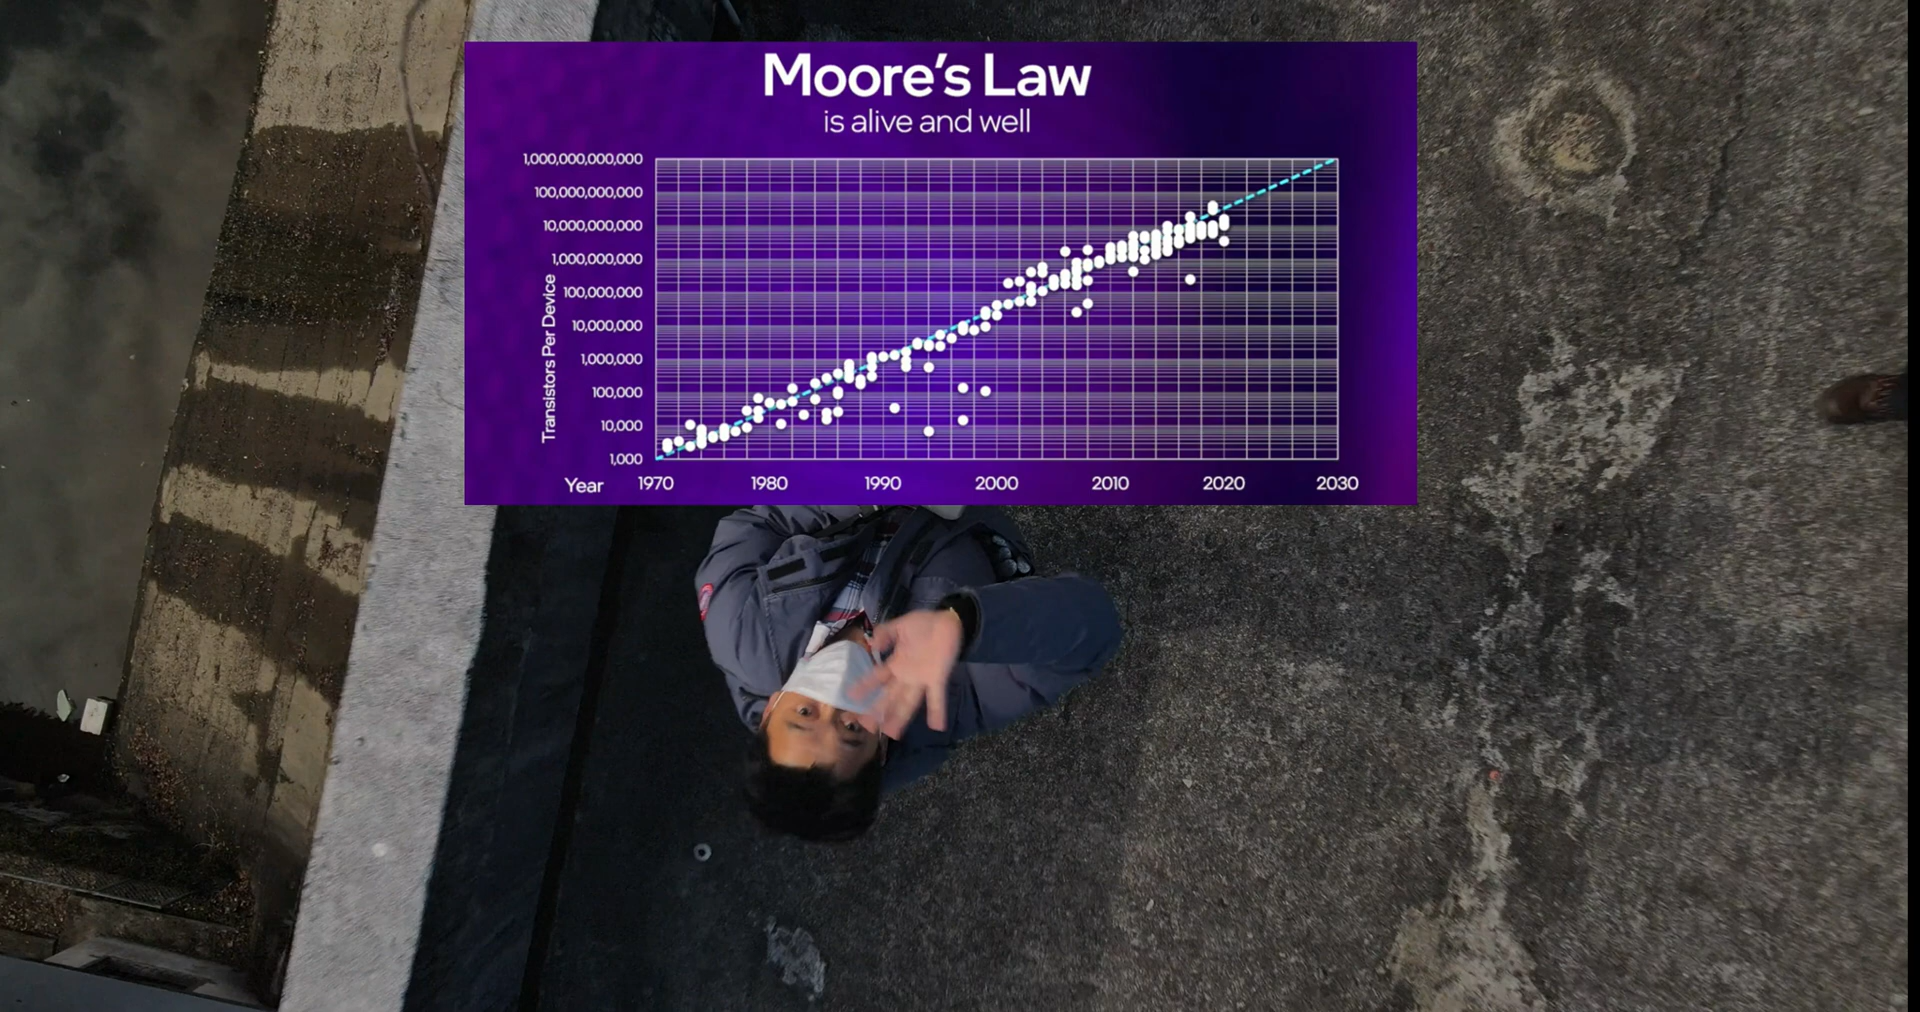 Moore's Law
is alive and well
1,000,000,000,000
100,000,000,000
10,000,000,000
1,000,000,000
100,000,000
10,000,000
1,000,000
100,000
10,000
1,000
Transistors Per Device
Year 1970 1980 1990 2000 2010 2020 2030